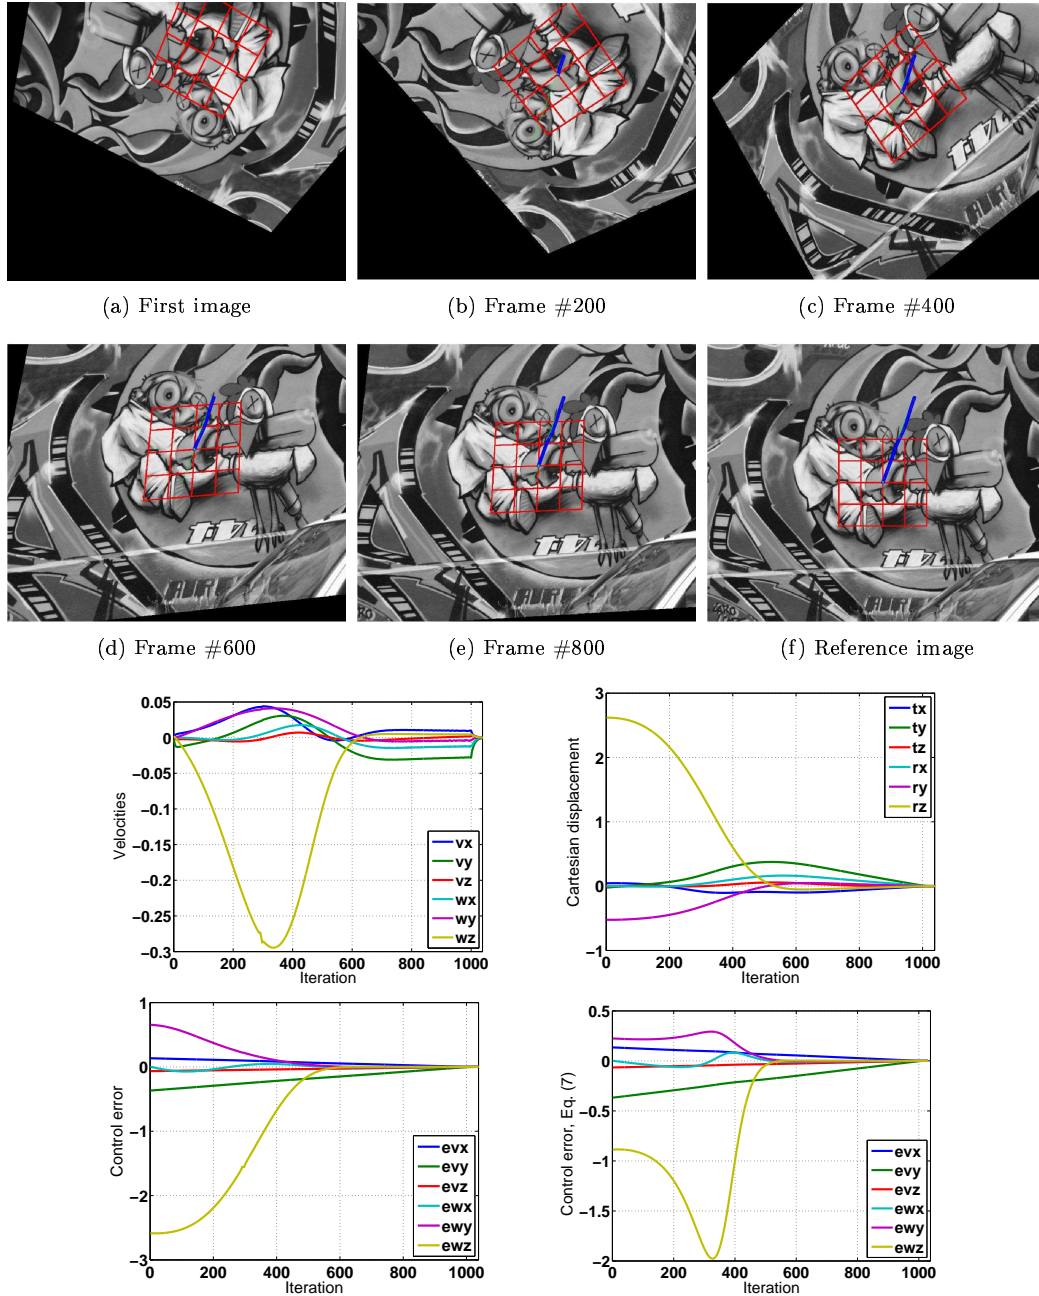 (a) First image
(b) Frame #200
(c) Frame #400
(d) Frame #600
(e) Frame #800
(f) Reference image
0.05
0
−0.05
−0.1
−0.15
−0.2
−0.25
−0.3
Velocities
vx
vy
vz
wx
wy
wz
0 200 400 600 800 1000
Iteration
3
2
1
0
−1
Cartesian displacement
tx
ty
tz
rx
ry
rz
0 200 400 600 800 1000
Iteration
1
0
−1
−2
−3
Control error
evx
evy
evz
ewx
ewy
ewz
0 200 400 600 800 1000
Iteration
0.5
0
−0.5
−1
−1.5
−2
Control error, Eq. (7)
evx
evy
evz
ewx
ewy
ewz
0 200 400 600 800 1000
Iteration